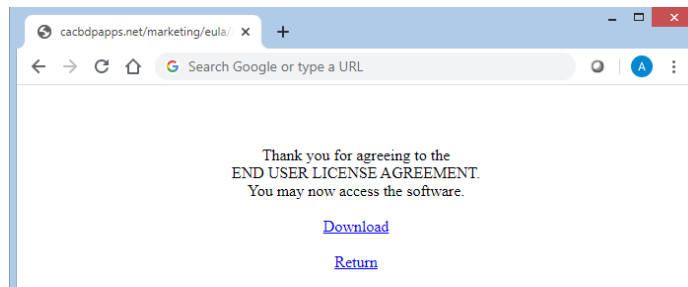 cacbdpapps.net/marketing/eula/
Search Google or type a URL
A
Thank you for agreeing to the
END USER LICENSE AGREEMENT.
You may now access the software.
Download
Return